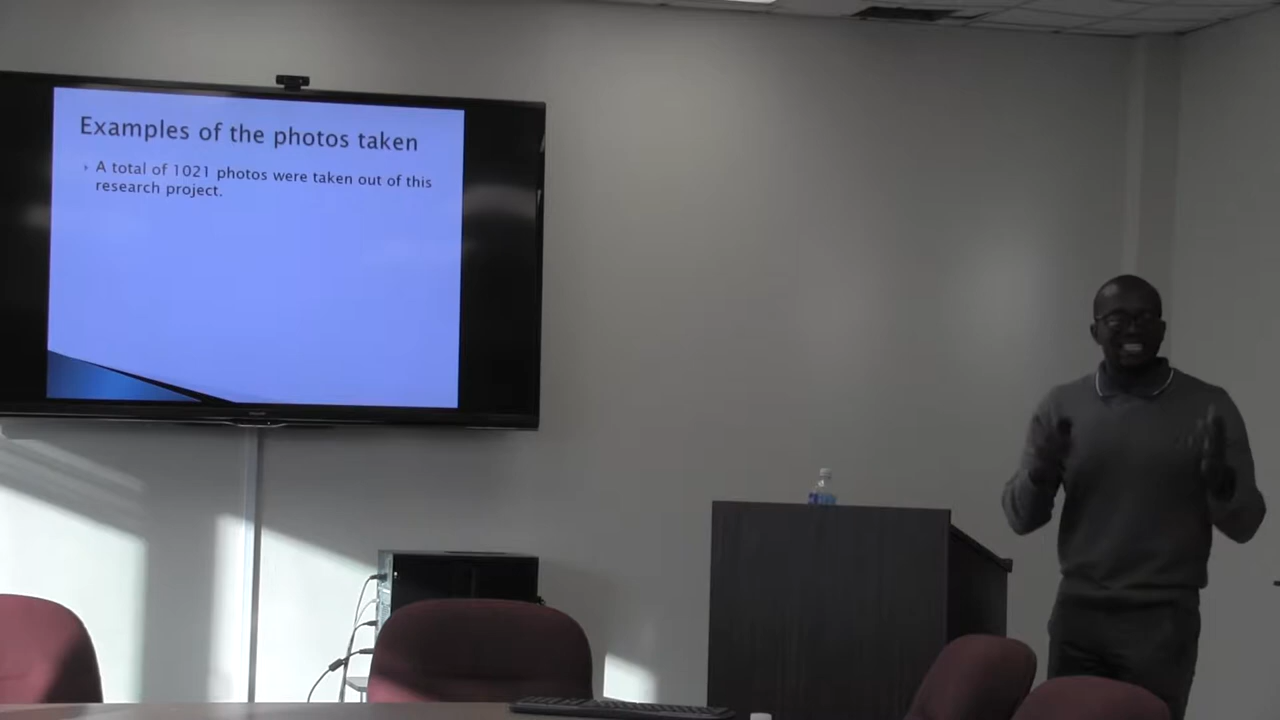 Examples of the photos taken
A total of 1021 photos were taken out of this
research project.